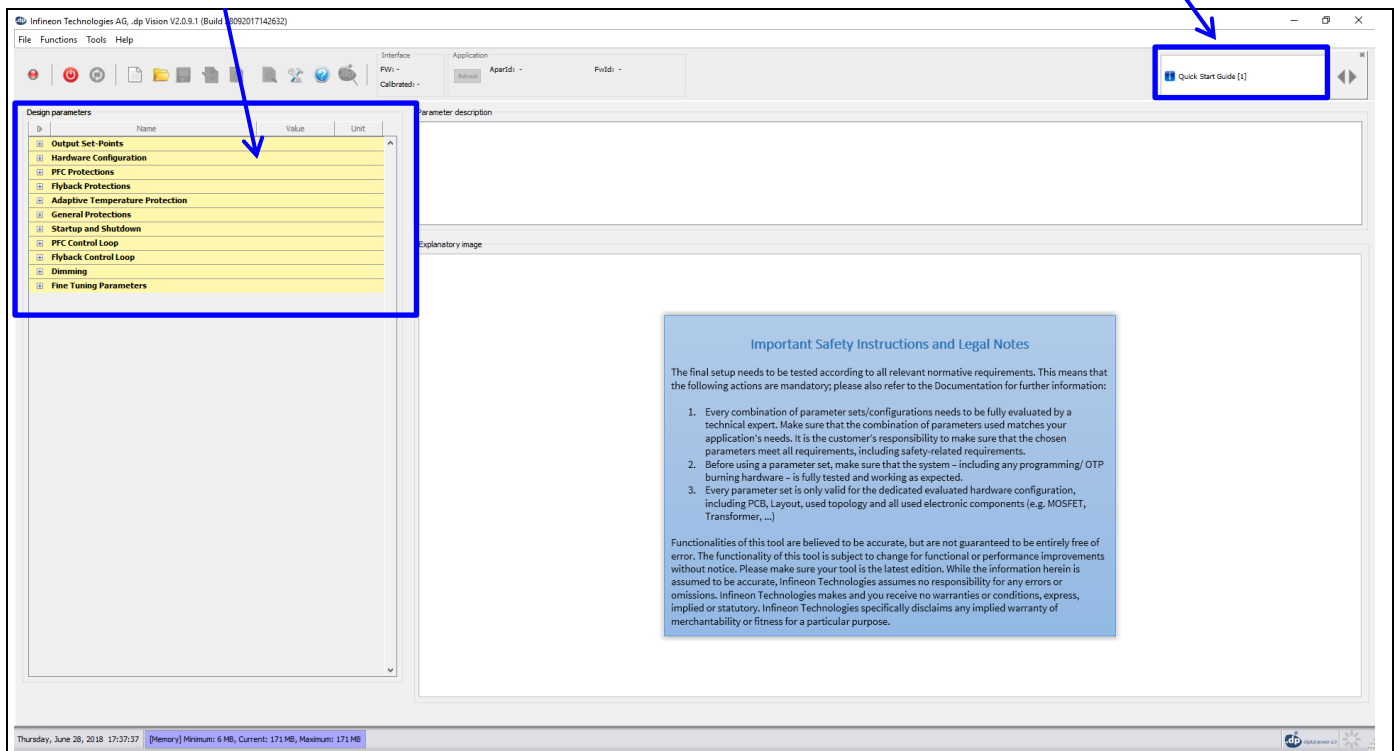 Infineon Technologies AG, .dp Vision V2.0.9.1 (Build 28092017142632)
File Functions Tools Help
Interface
FW: -
Calibrated: -
Application
Refresh AparId: - FwId: -
Quick Start Guide [1]
Design parameters
Name Value Unit
Output Set-Points
Hardware Configuration
PFC Protections
Flyback Protections
Adaptive Temperature Protection
General Protections
Startup and Shutdown
PFC Control Loop
Flyback Control Loop
Dimming
Fine Tuning Parameters
Parameter description
Explanatory image
Important Safety Instructions and Legal Notes
The final setup needs to be tested according to all relevant normative requirements. This means that
the following actions are mandatory; please also refer to the Documentation for further information:
1. Every combination of parameter sets/configurations needs to be fully evaluated by a
technical expert. Make sure that the combination of parameters used matches your
application's needs. It is the customer's responsibility to make sure that the chosen
parameters meet all requirements, including safety-related requirements.
2. Before using a parameter set, make sure that the system – including any programming/ OTP
burning hardware – is fully tested and working as expected.
3. Every parameter set is only valid for the dedicated evaluated hardware configuration,
including PCB, Layout, used topology and all used electronic components (e.g. MOSFET,
Transformer, ...)
Functionalities of this tool are believed to be accurate, but are not guaranteed to be entirely free of
error. The functionality of this tool is subject to change for functional or performance improvements
without notice. Please make sure your tool is the latest edition. While the information herein is
assumed to be accurate, Infineon Technologies assumes no responsibility for any errors or
omissions. Infineon Technologies makes and you receive no warranties or conditions, express,
implied or statutory. Infineon Technologies specifically disclaims any implied warranty of
merchantability or fitness for a particular purpose.
Thursday, June 28, 2018 17:37:37 [Memory] Minimum: 6 MB, Current: 171 MB, Maximum: 171 MB
.dp digital power 2.0